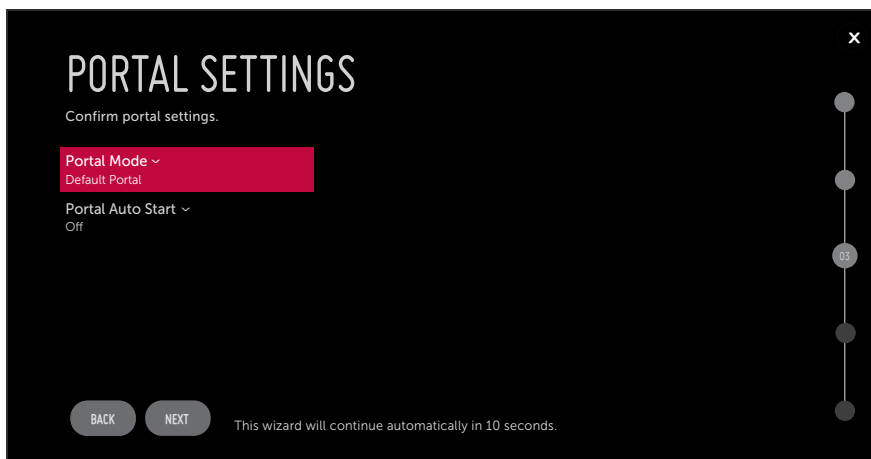 X
PORTAL SETTINGS
Confirm portal settings.
Portal Mode
Default Portal
Portal Auto Start
Off
03
BACK
NEXT
This wizard will continue automatically in 10 seconds.